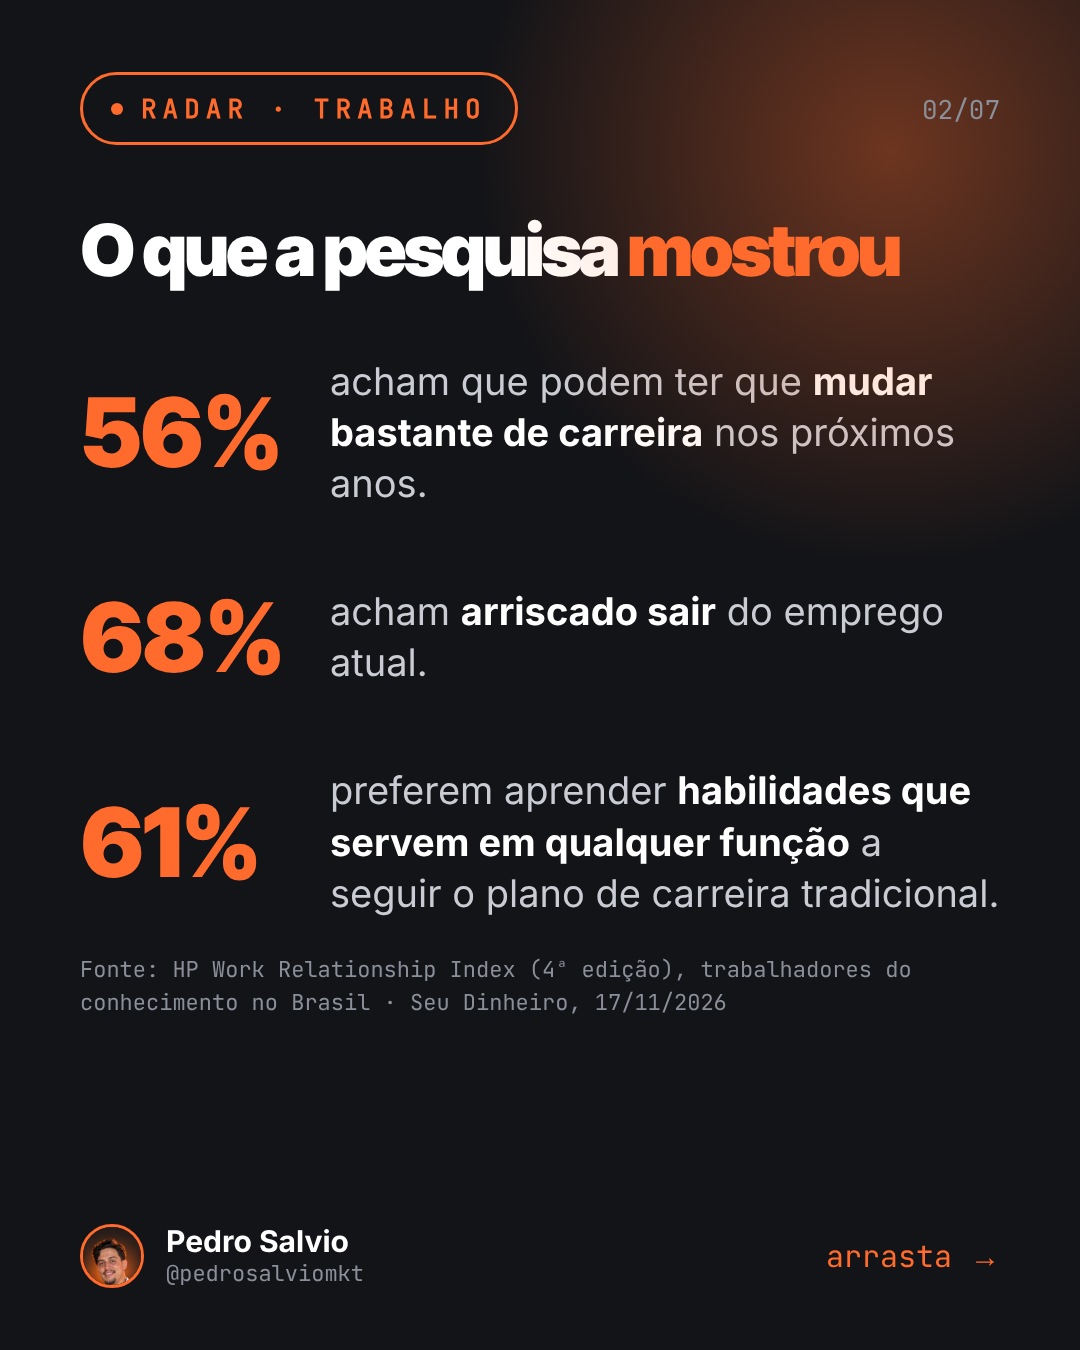 • RADAR · TRABALHO
02/07
O que a pesquisa mostrou
56%
acham que podem ter que mudar
bastante de carreira nos próximos
anos.
68%
acham arriscado sair do emprego
atual.
61%
preferem aprender habilidades que
servem em qualquer função a
seguir o plano de carreira tradicional.
Fonte: HP Work Relationship Index (4ª edição), trabalhadores do
conhecimento no Brasil · Seu Dinheiro, 17/11/2026
Pedro Salvio
@pedrosalviomkt
arrasta →